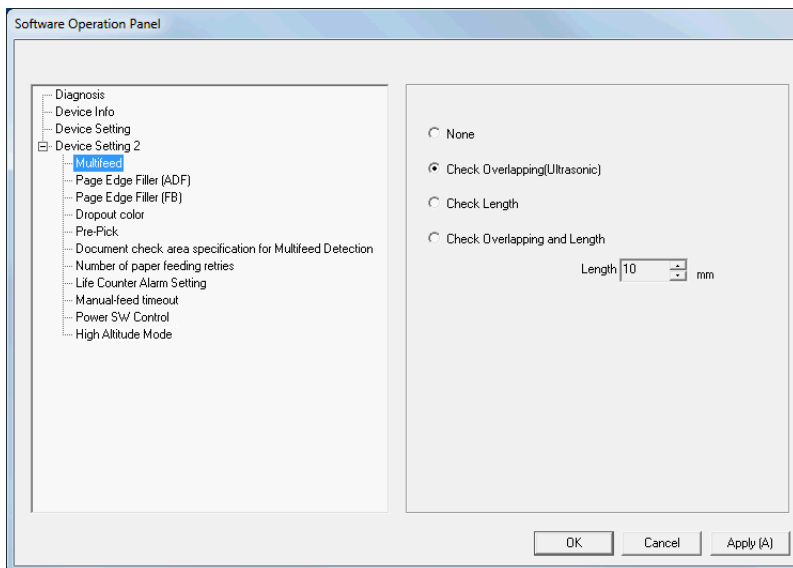 Software Operation Panel
Diagnosis
Device Info
Device Setting
Device Setting 2
Multifeed
Page Edge Filler (ADF)
Page Edge Filler (FB)
Dropout color
Pre-Pick
Document check area specification for Multifeed Detection
Number of paper feeding retries
Life Counter Alarm Setting
Manual-feed timeout
Power SW Control
High Altitude Mode
None
Check Overlapping(Ultrasonic)
Check Length
Check Overlapping and Length
Length 10 mm
OK Cancel Apply (A)